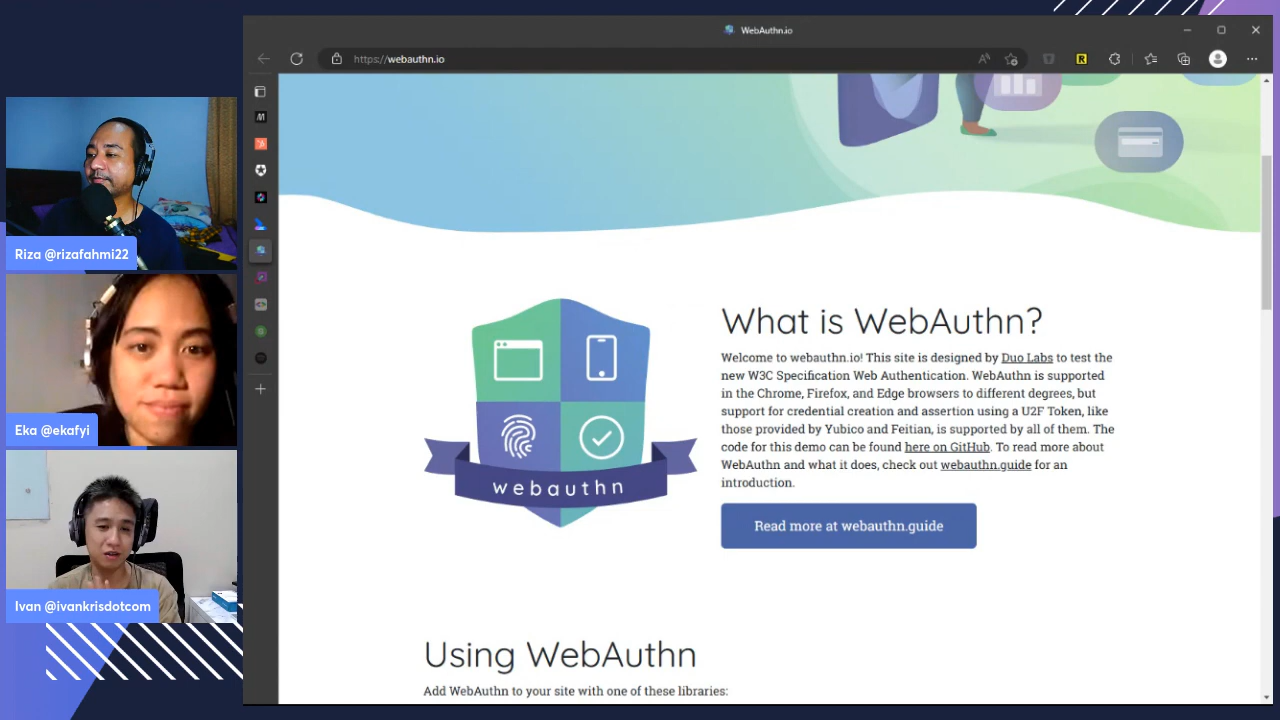 WebAuthn.io
https://webauthn.io
Riza @rizafahmi22
Eka @ekafyi
Ivan @ivankrisdotcom
webauthn
What is WebAuthn?
Welcome to webauthn.io! This site is designed by Duo Labs to test the
new W3C Specification Web Authentication. WebAuthn is supported
in the Chrome, Firefox, and Edge browsers to different degrees, but
support for credential creation and assertion using a U2F Token, like
those provided by Yubico and Feitian, is supported by all of them. The
code for this demo can be found here on GitHub. To read more about
WebAuthn and what it does, check out webauthn.guide for an
introduction.
Read more at webauthn.guide
Using WebAuthn
Add WebAuthn to your site with one of these libraries: